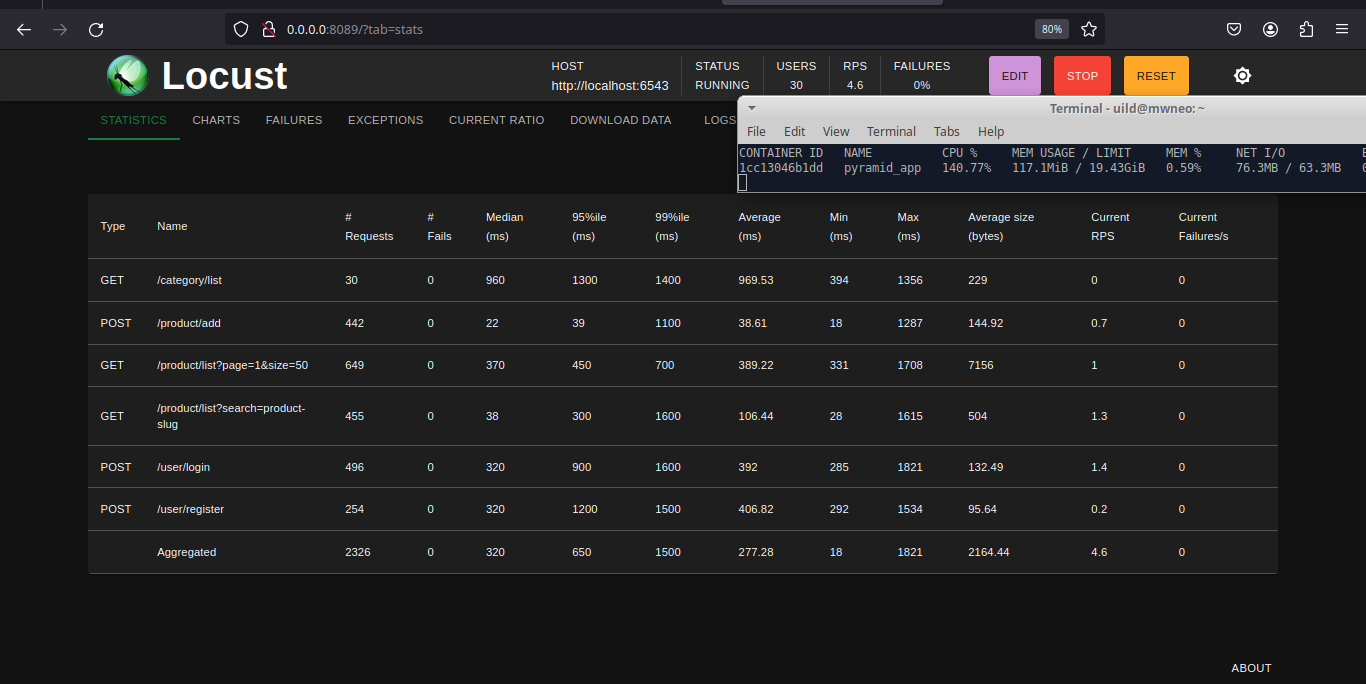 0.0.0.0:8089/?tab=stats 80%
Locust
HOST STATUS USERS RPS FAILURES
http://localhost:6543 RUNNING 30 4.6 0%
EDIT STOP RESET
STATISTICS CHARTS FAILURES EXCEPTIONS CURRENT RATIO DOWNLOAD DATA LOGS
Terminal - uild@mwneo: ~
File Edit View Terminal Tabs Help
CONTAINER ID NAME CPU % MEM USAGE / LIMIT MEM % NET I/O
1cc13046b1dd pyramid_app 140.77% 117.1MiB / 19.43GiB 0.59% 76.3MB / 63.3MB
Type Name # Requests # Fails Median (ms) 95%ile (ms) 99%ile (ms) Average (ms) Min (ms) Max (ms) Average size (bytes) Current RPS Current Failures/s
GET /category/list 30 0 960 1300 1400 969.53 394 1356 229 0 0
POST /product/add 442 0 22 39 1100 38.61 18 1287 144.92 0.7 0
GET /product/list?page=1&size=50 649 0 370 450 700 389.22 331 1708 7156 1 0
GET /product/list?search=product-slug 455 0 38 300 1600 106.44 28 1615 504 1.3 0
POST /user/login 496 0 320 900 1600 392 285 1821 132.49 1.4 0
POST /user/register 254 0 320 1200 1500 406.82 292 1534 95.64 0.2 0
Aggregated 2326 0 320 650 1500 277.28 18 1821 2164.44 4.6 0
ABOUT